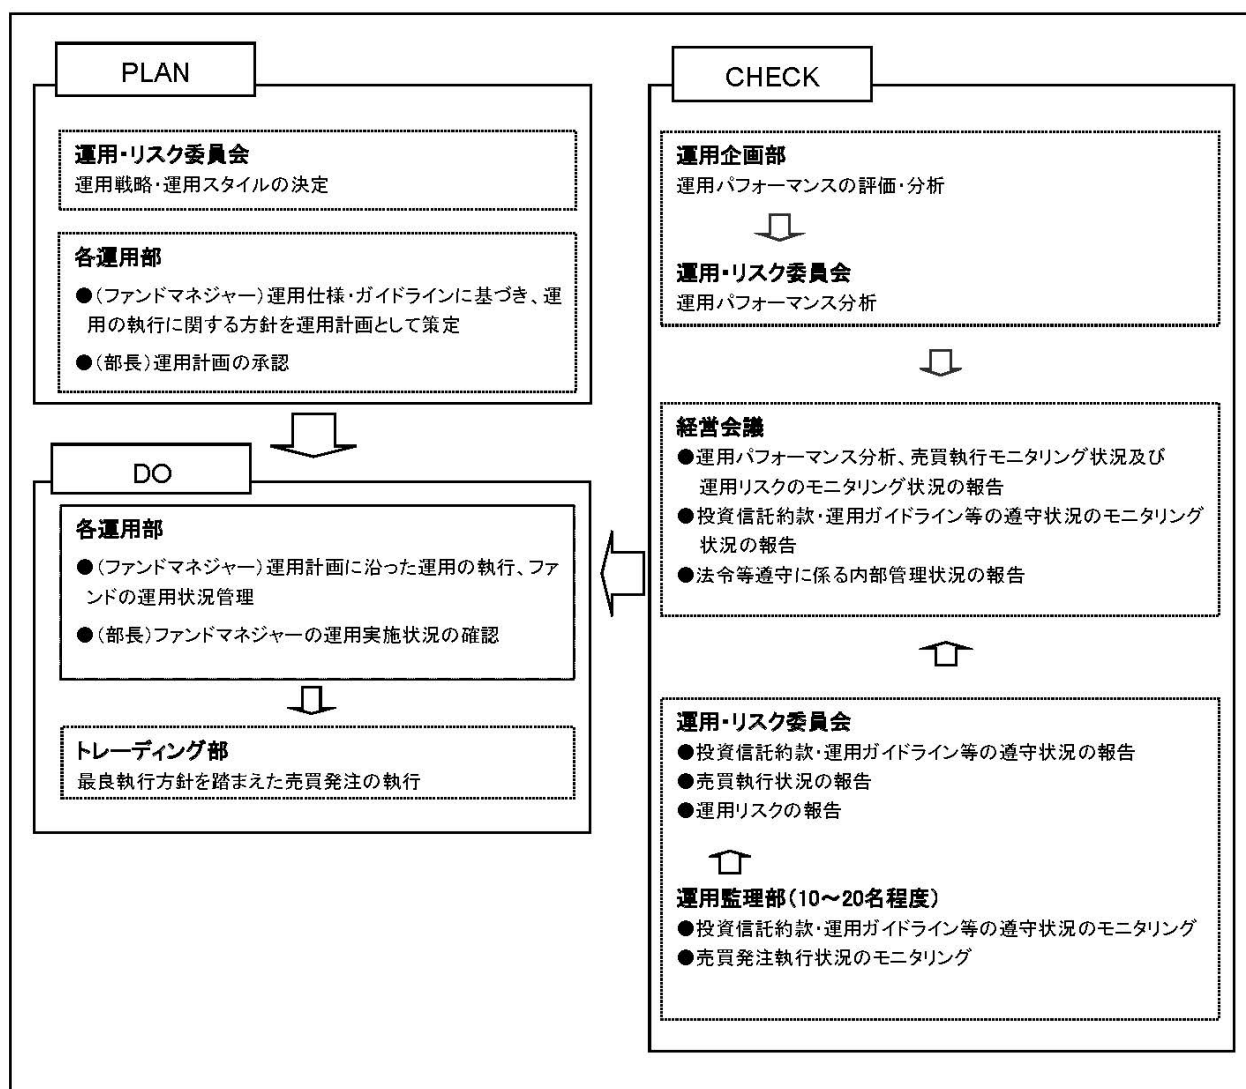 PLAN
運用・リスク委員会
運用戦略・運用スタイルの決定
各運用部
●(ファンドマネジャー)運用仕様・ガイドラインに基づき、運
用の執行に関する方針を運用計画として策定
●(部長)運用計画の承認
DO
各運用部
●(ファンドマネジャー)運用計画に沿った運用の執行、ファ
ンドの運用状況管理
●(部長)ファンドマネジャーの運用実施状況の確認
トレーディング部
最良執行方針を踏まえた売買発注の執行
CHECK
運用企画部
運用パフォーマンスの評価・分析
運用・リスク委員会
運用パフォーマンス分析
経営会議
●運用パフォーマンス分析、売買執行モニタリング状況及び
運用リスクのモニタリング状況の報告
●投資信託約款・運用ガイドライン等の遵守状況のモニタリング
状況の報告
●法令等遵守に係る内部管理状況の報告
運用・リスク委員会
●投資信託約款・運用ガイドライン等の遵守状況の報告
●売買執行状況の報告
●運用リスクの報告
運用監理部(10～20名程度)
●投資信託約款・運用ガイドライン等の遵守状況のモニタリング
●売買発注執行状況のモニタリング